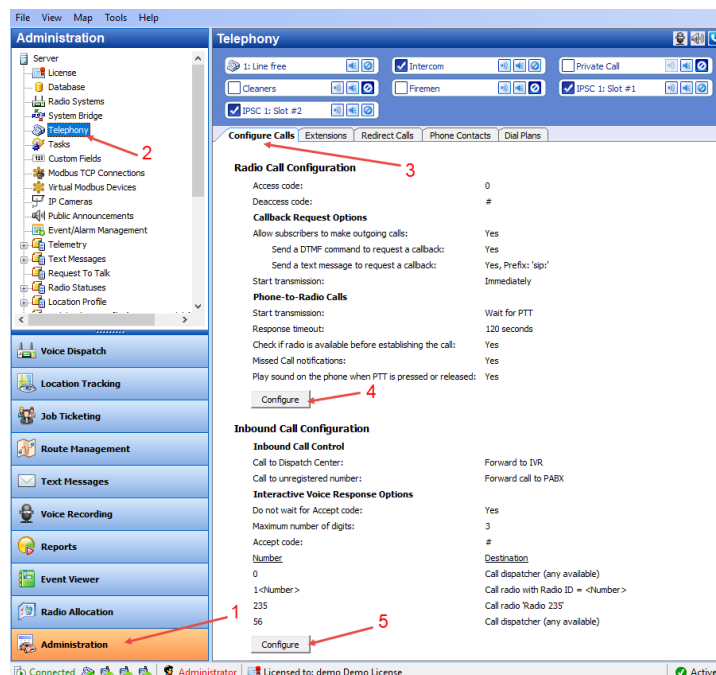 File View Map Tools Help
Administration
Server
License
Database
Radio Systems
System Bridge
Telephony
Tasks
Custom Fields
Modbus TCP Connections
Virtual Modbus Devices
IP Cameras
Public Announcements
Event/Alarm Management
Telemetry
Text Messages
Request To Talk
Radio Statuses
Location Profile
2
Voice Dispatch
Location Tracking
Job Ticketing
Route Management
Text Messages
Voice Recording
Reports
Event Viewer
Radio Allocation
Administration
1
Telephony
1: Line free Intercom Private Call
Cleaners Firemen IPSC 1: Slot #1
IPSC 1: Slot #2
Configure Calls Extensions Redirect Calls Phone Contacts Dial Plans
3
Radio Call Configuration
Access code: 0
Deaccess code: #
Callback Request Options
Allow subscribers to make outgoing calls: Yes
Send a DTMF command to request a callback: Yes
Send a text message to request a callback: Yes, Prefix: 'sip:'
Start transmission: Immediately
Phone-to-Radio Calls
Start transmission: Wait for PTT
Response timeout: 120 seconds
Check if radio is available before establishing the call: Yes
Missed Call notifications: Yes
Play sound on the phone when PTT is pressed or released: Yes
Configure 4
Inbound Call Configuration
Inbound Call Control
Call to Dispatch Center: Forward to IVR
Call to unregistered number: Forward call to PABX
Interactive Voice Response Options
Do not wait for Accept code: Yes
Maximum number of digits: 3
Accept code: #
Number Destination
0 Call dispatcher (any available)
1<Number> Call radio with Radio ID = <Number>
235 Call radio 'Radio 235'
56 Call dispatcher (any available)
5
Configure
Connected Administrator Licensed to: demo Demo License Active